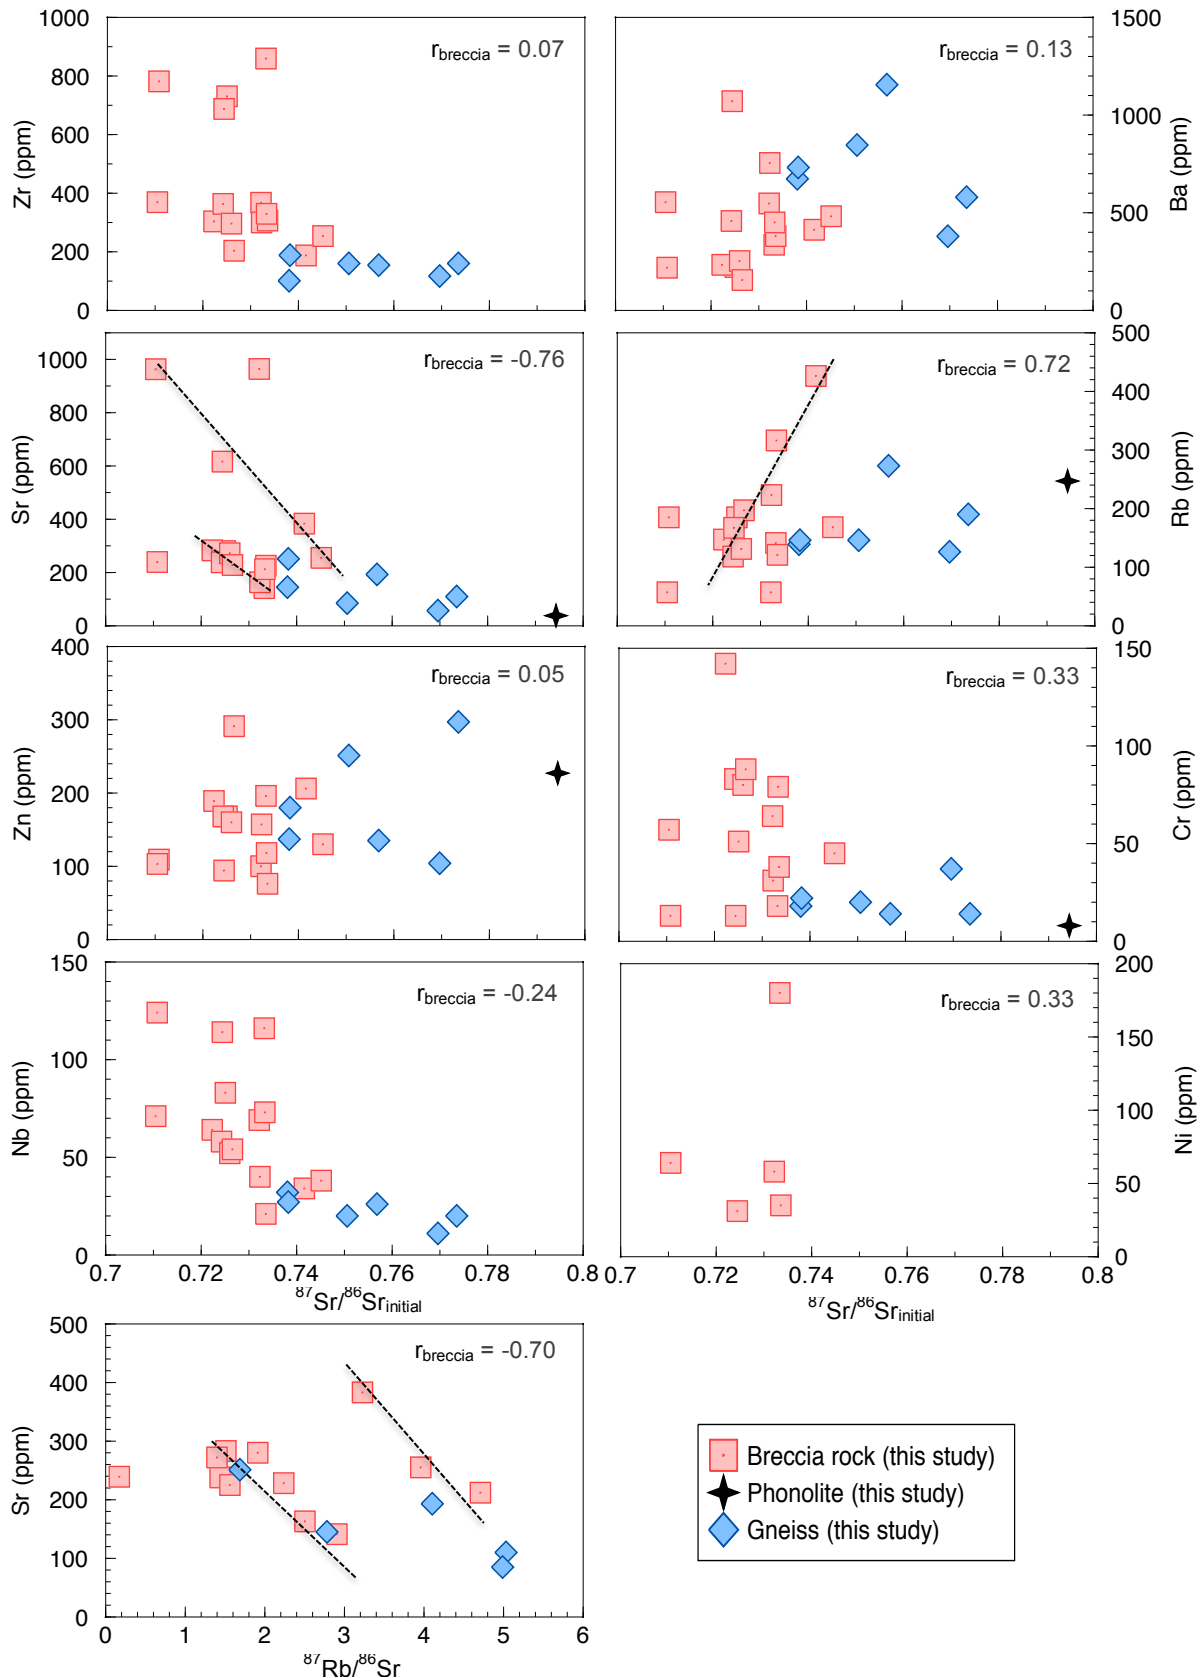 1000
800
600
400
200
0
Zr (ppm)
r_breccia = 0.07
1500
1000
500
0
Ba (ppm)
r_breccia = 0.13
1000
800
600
400
200
0
Sr (ppm)
r_breccia = -0.76
500
400
300
200
100
0
Rb (ppm)
r_breccia = 0.72
400
300
200
100
0
Zn (ppm)
r_breccia = 0.05
150
100
50
0
Cr (ppm)
r_breccia = 0.33
150
100
50
0
Nb (ppm)
r_breccia = -0.24
0.7 0.72 0.74 0.76 0.78 0.8
87Sr/86Sr_initial
200
150
100
50
0
Ni (ppm)
r_breccia = 0.33
0.7 0.72 0.74 0.76 0.78 0.8
87Sr/86Sr_initial
500
400
300
200
100
0
Sr (ppm)
r_breccia = -0.70
0 1 2 3 4 5 6
87Rb/86Sr
Breccia rock (this study)
Phonolite (this study)
Gneiss (this study)